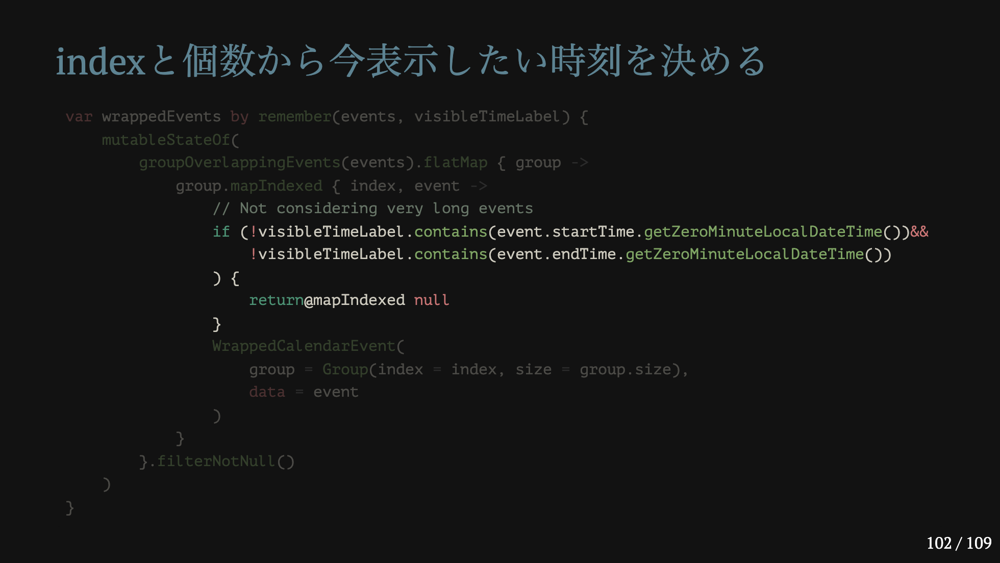 indexと個数から今表示したい時刻を決める
var wrappedEvents by remember(events, visibleTimeLabel) {
    mutableStateOf(
        groupOverlappingEvents(events).flatMap { group ->
            group.mapIndexed { index, event ->
                // Not considering very long events
                if (!visibleTimeLabel.contains(event.startTime.getZeroMinuteLocalDateTime())&&
                    !visibleTimeLabel.contains(event.endTime.getZeroMinuteLocalDateTime())
                ) {
                    return@mapIndexed null
                }
                WrappedCalendarEvent(
                    group = Group(index = index, size = group.size),
                    data = event
                )
            }
        }.filterNotNull()
    )
}
102 / 109